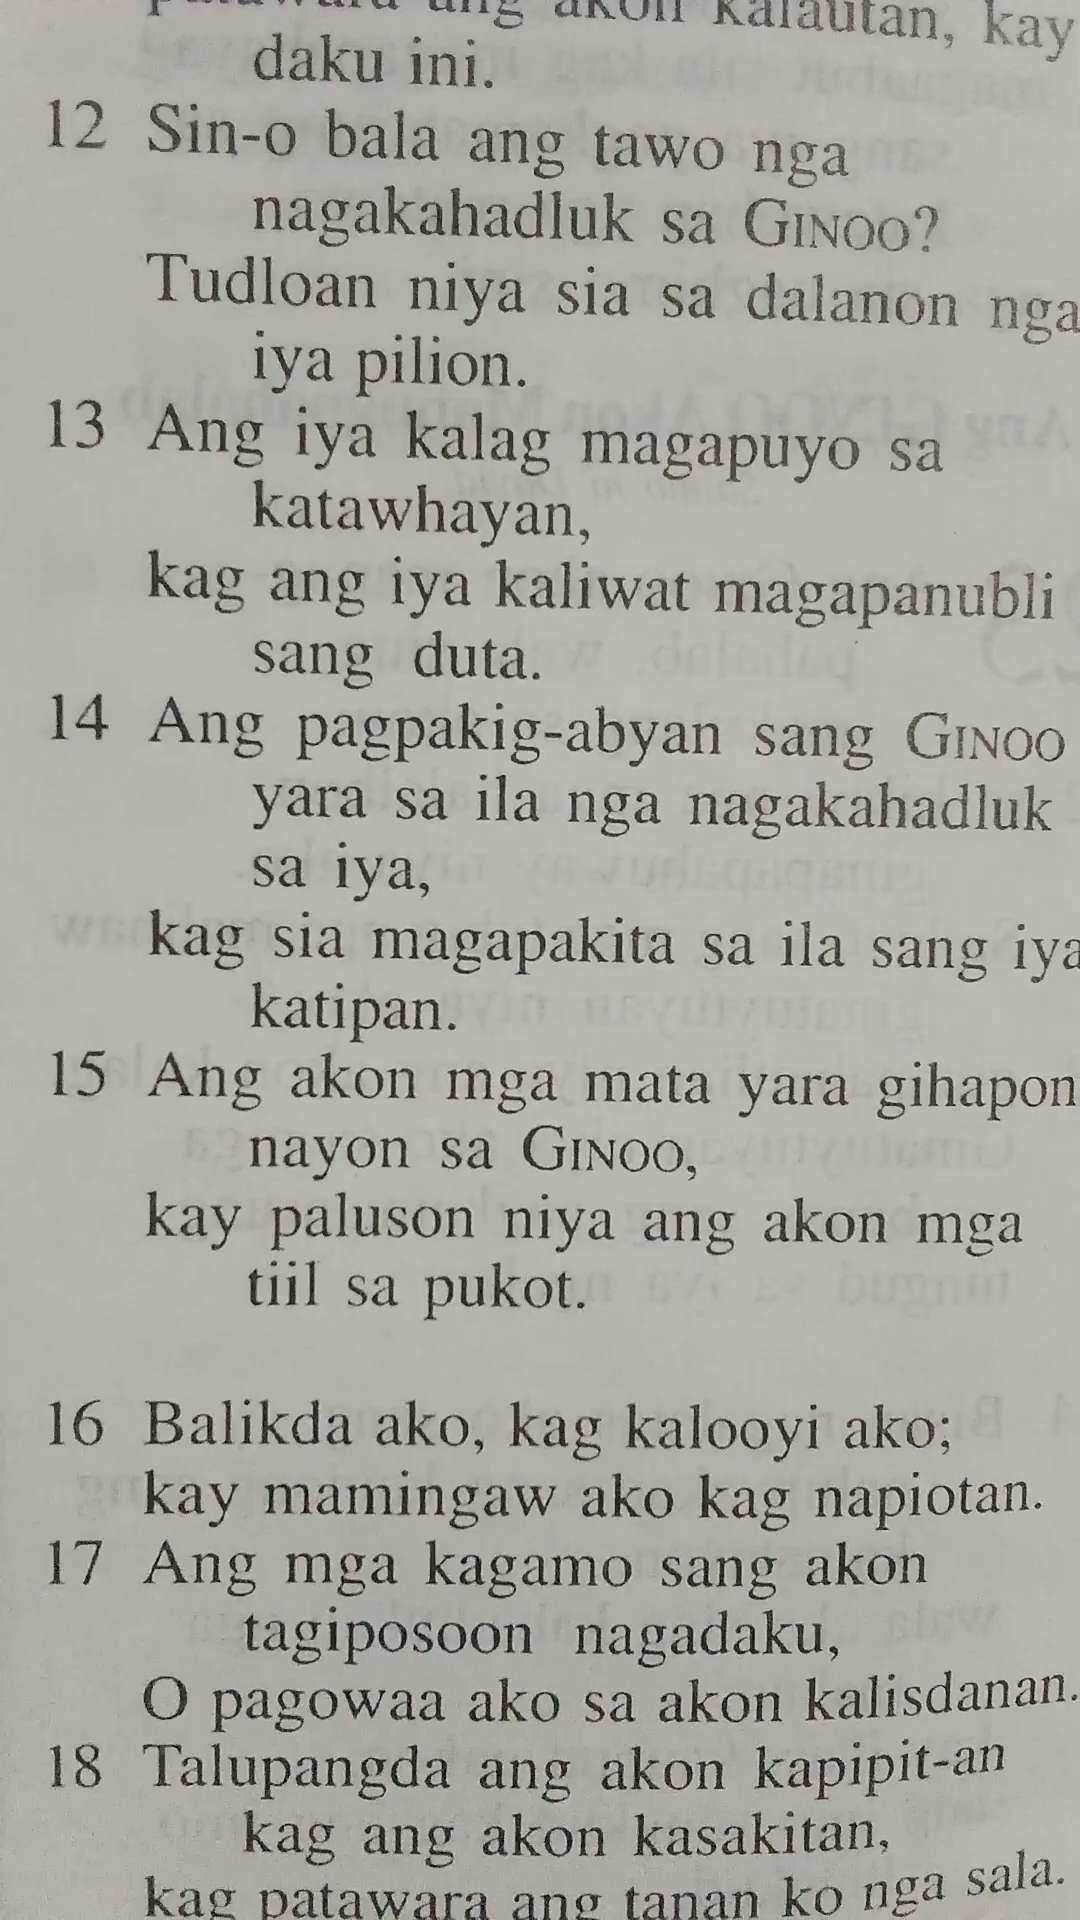 ang akon kalautan, kay
daku ini.
12 Sin-o bala ang tawo nga
nagakahadluk sa GINOO?
Tudloan niya sia sa dalanon nga
iya pilion.
13 Ang iya kalag magapuyo sa
katawhayan,
kag ang iya kaliwat magapanubli
sang duta.
14 Ang pagpakig-abyan sang GINOO
yara sa ila nga nagakahadluk
sa iya,
kag sia magapakita sa ila sang iya
katipan.
15 Ang akon mga mata yara gihapon
nayon sa GINOO,
kay paluson niya ang akon mga
tiil sa pukot.
16 Balikda ako, kag kalooyi ako;
kay mamingaw ako kag napiotan.
17 Ang mga kagamo sang akon
tagiposoon nagadaku,
O pagowaa ako sa akon kalisdanan.
18 Talupangda ang akon kapipit-an
kag ang akon kasakitan,
kag patawara ang tanan ko nga sala.